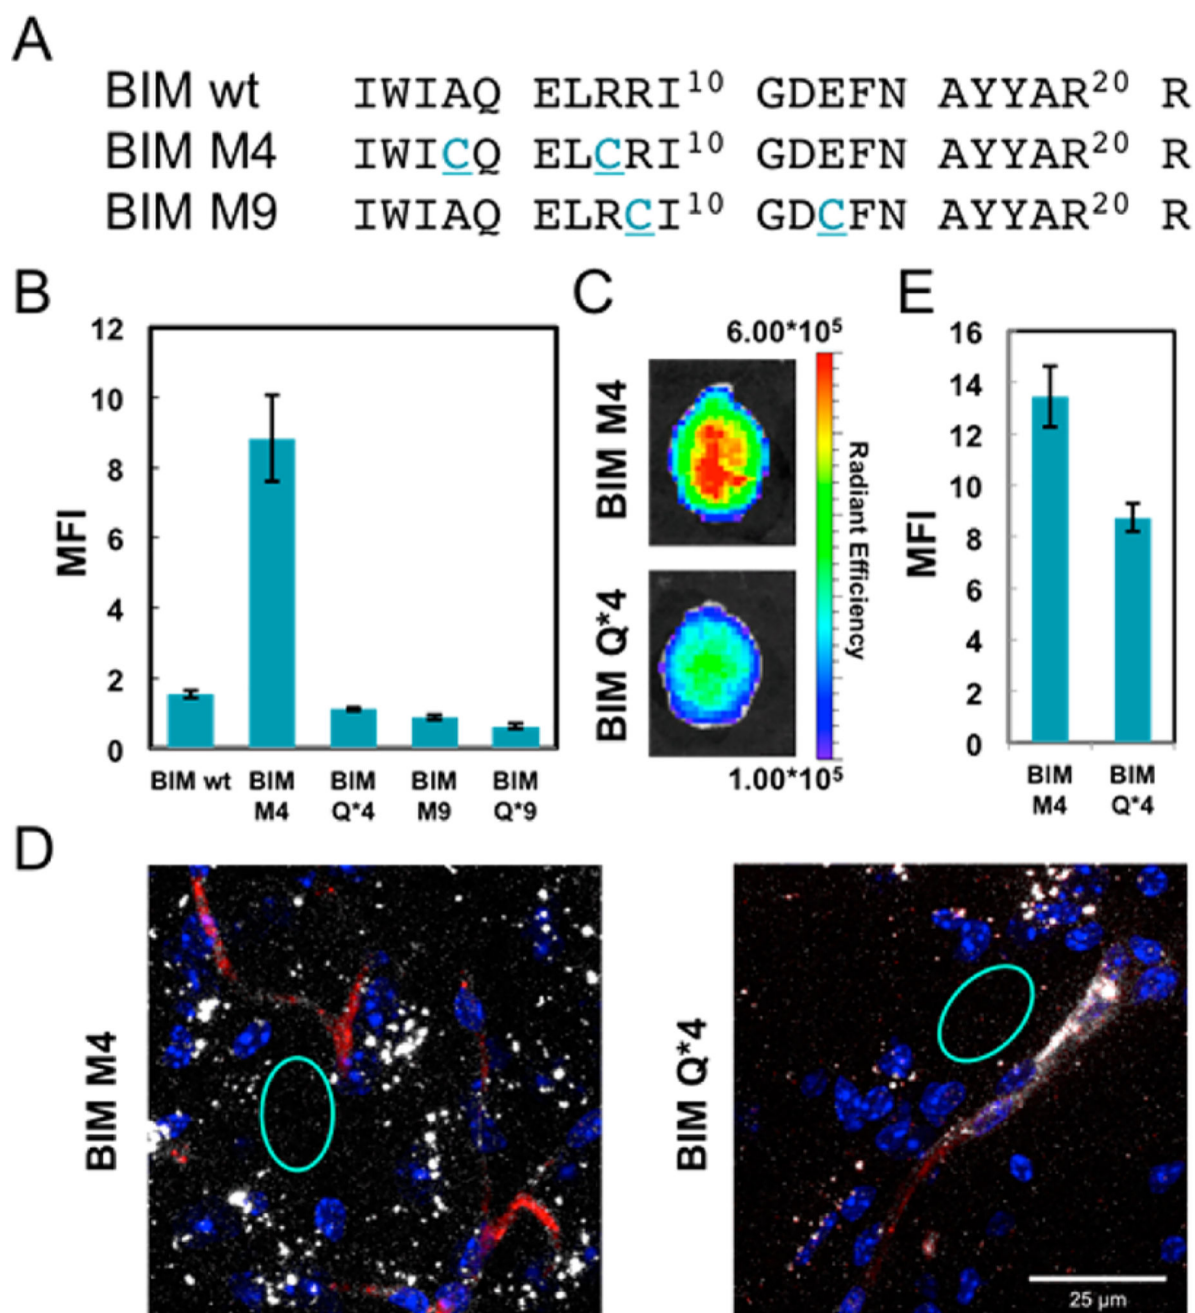 A
BIM wt IWIAQ ELRRI10 GDEFN AYYAR20 R
BIM M4 IWICQ ELCRI10 GDEFN AYYAR20 R
BIM M9 IWIAQ ELRCI10 GDCFN AYYAR20 R
B
MFI
12
10
8
6
4
2
0
BIM wt
BIM M4
BIM Q*4
BIM M9
BIM Q*9
C
6.00*10⁵
BIM M4
BIM Q*4
Radiant Efficiency
1.00*10⁵
E
MFI
16
14
12
10
8
6
4
2
0
BIM M4
BIM Q*4
D
BIM M4
BIM Q*4
25 µm